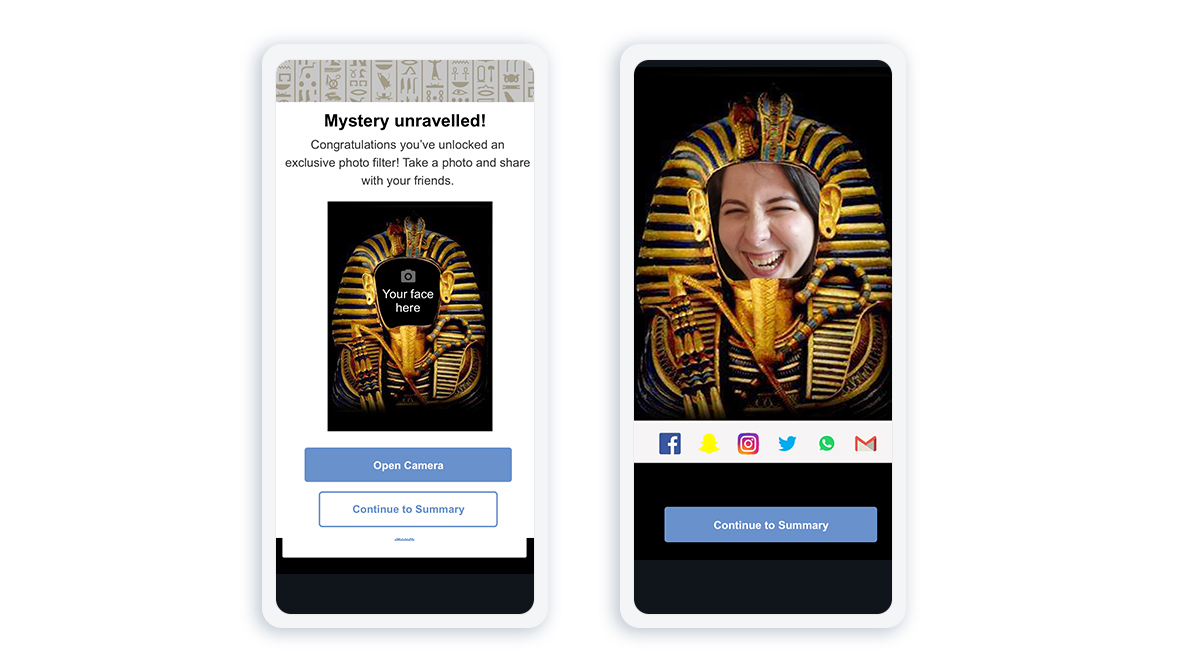 Mystery unravelled!
Congratulations you've unlocked an
exclusive photo filter! Take a photo and share
with your friends.
Your face
here
Open Camera
Continue to Summary
Continue to Summary